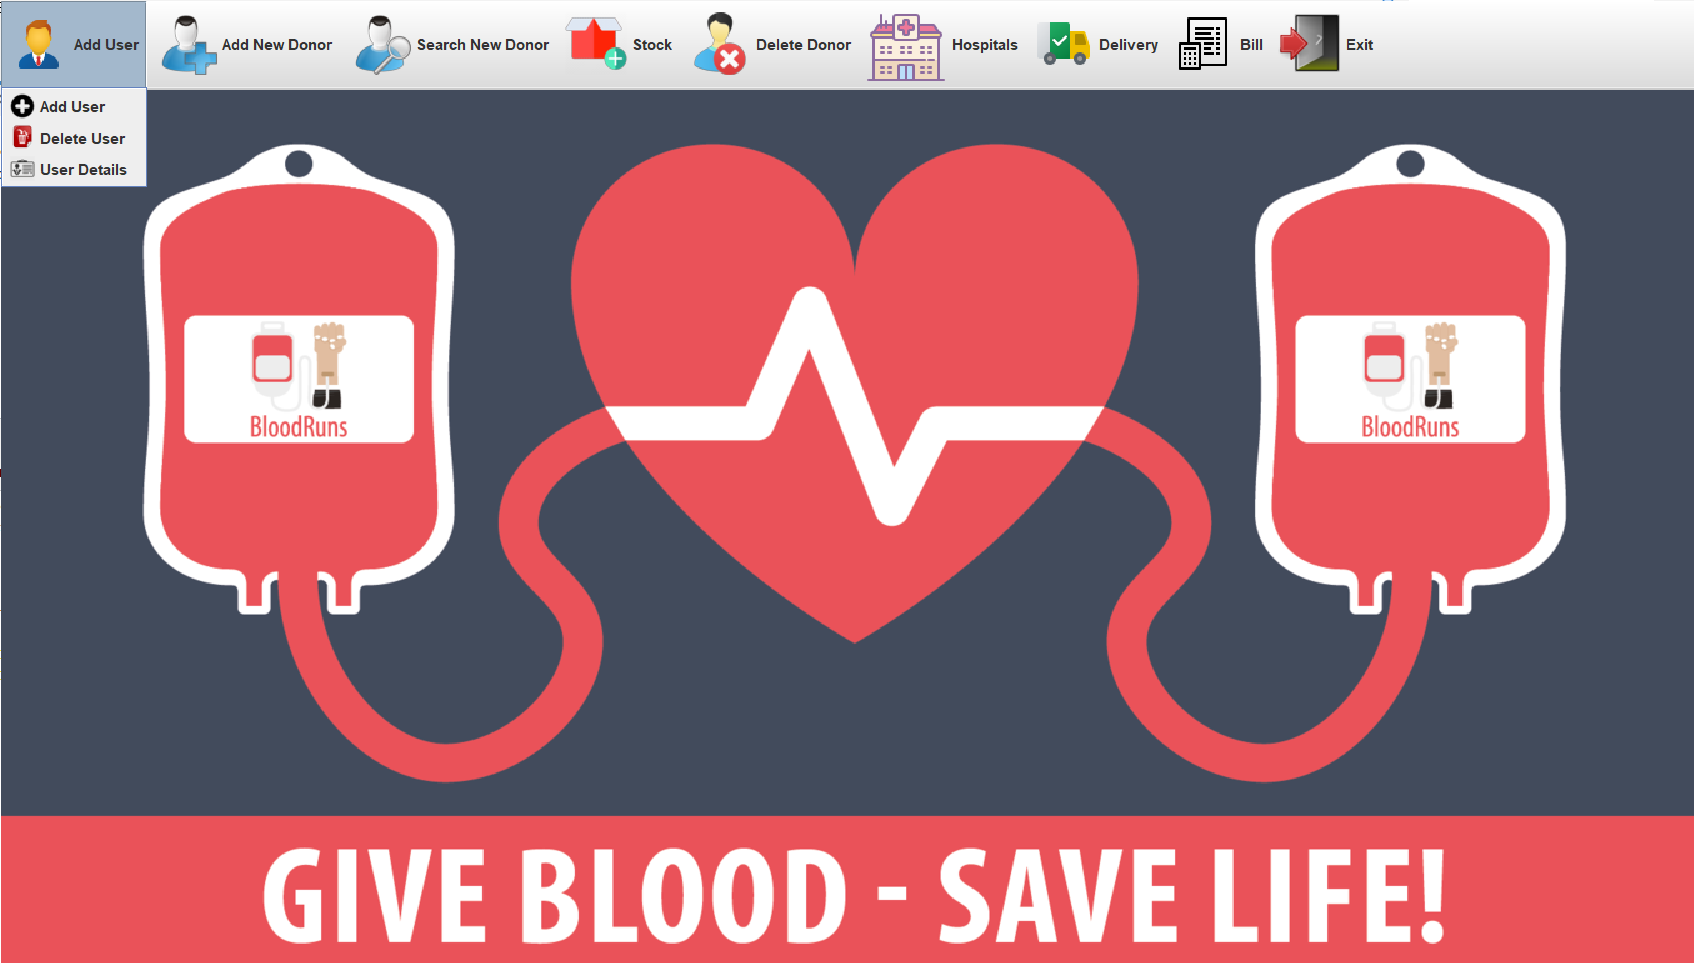 Add User Add New Donor Search New Donor Stock Delete Donor Hospitals Delivery Bill Exit
Add User
Delete User
User Details
BloodRuns BloodRuns
GIVE BLOOD - SAVE LIFE!